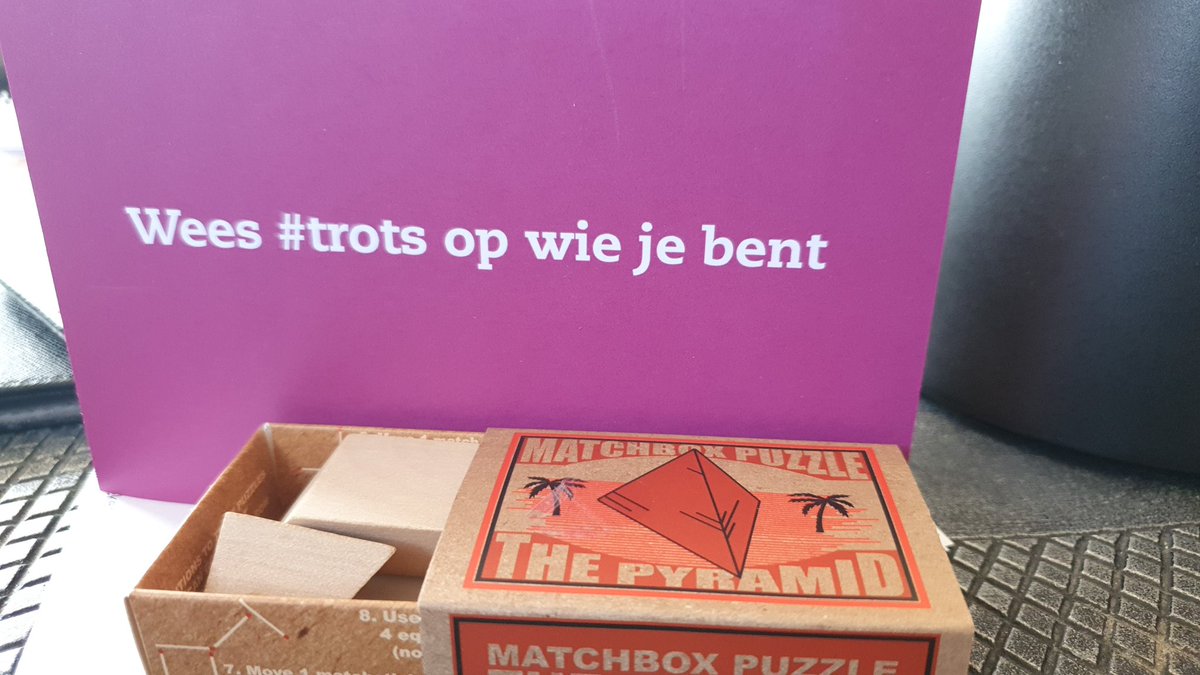 Wees #trots op wie je bent
MATCHBOX PUZZLE
THE PYRAMID
8. Use
4 eq
(no
7. Move 1 match
MATCHBOX PUZZLE